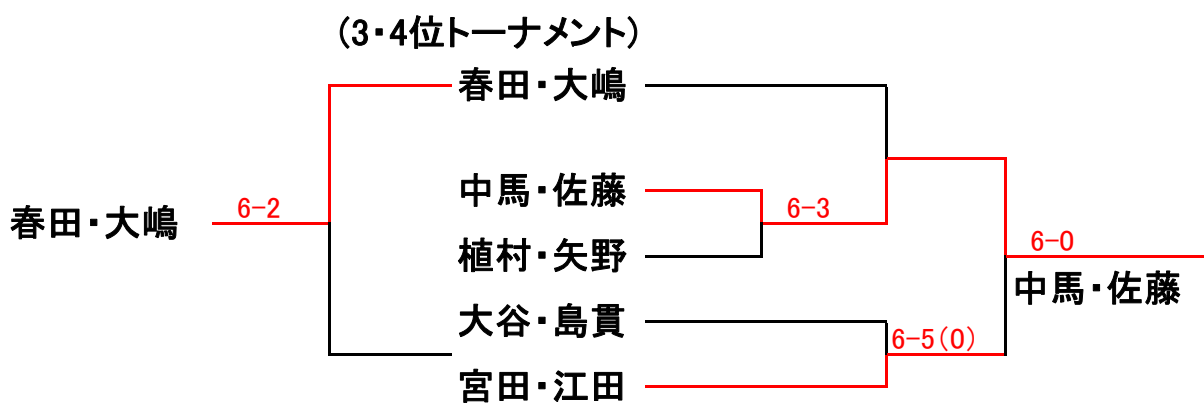 (3・4位トーナメント)
春田・大嶋
中馬・佐藤
6-3
6-2
春田・大嶋
植村・矢野
6-0
中馬・佐藤
大谷・島貫
6-5(0)
宮田・江田